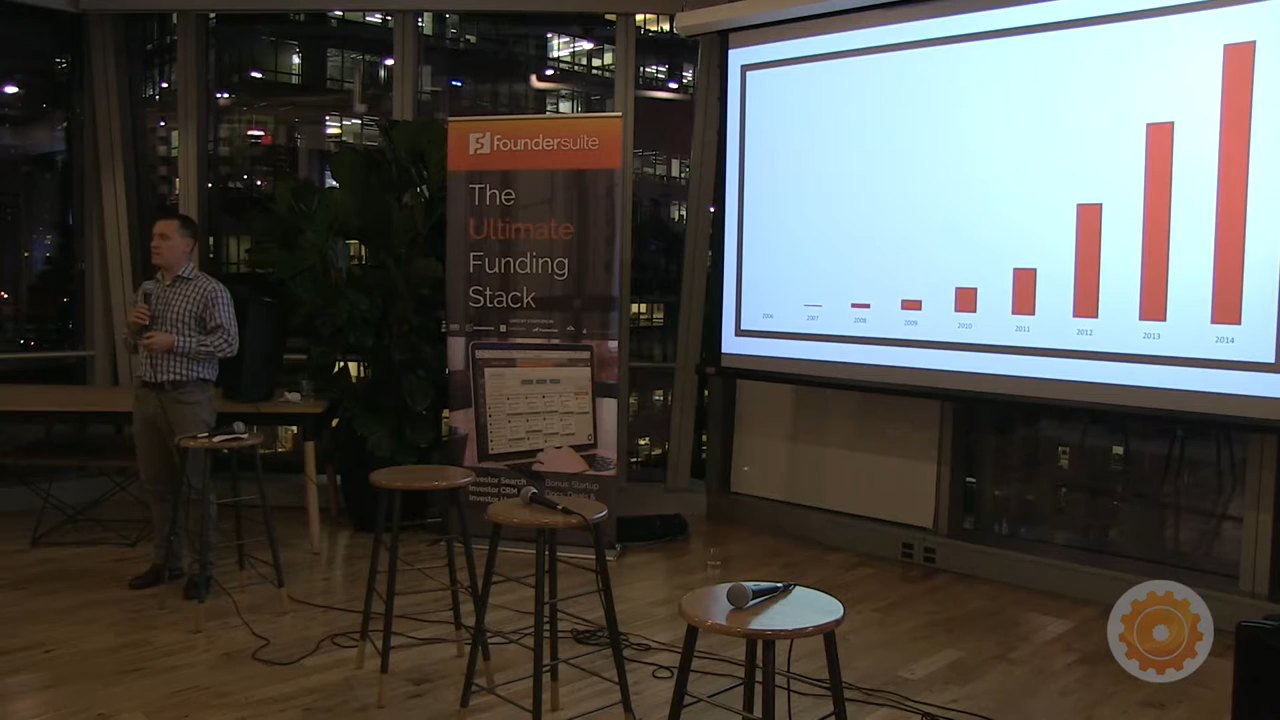 Foundersuite
The
Ultimate
Funding
Stack
Investor Search
Investor CRM
Bonus: Startup
2006
2007
2008
2009
2010
2011
2012
2013
2014